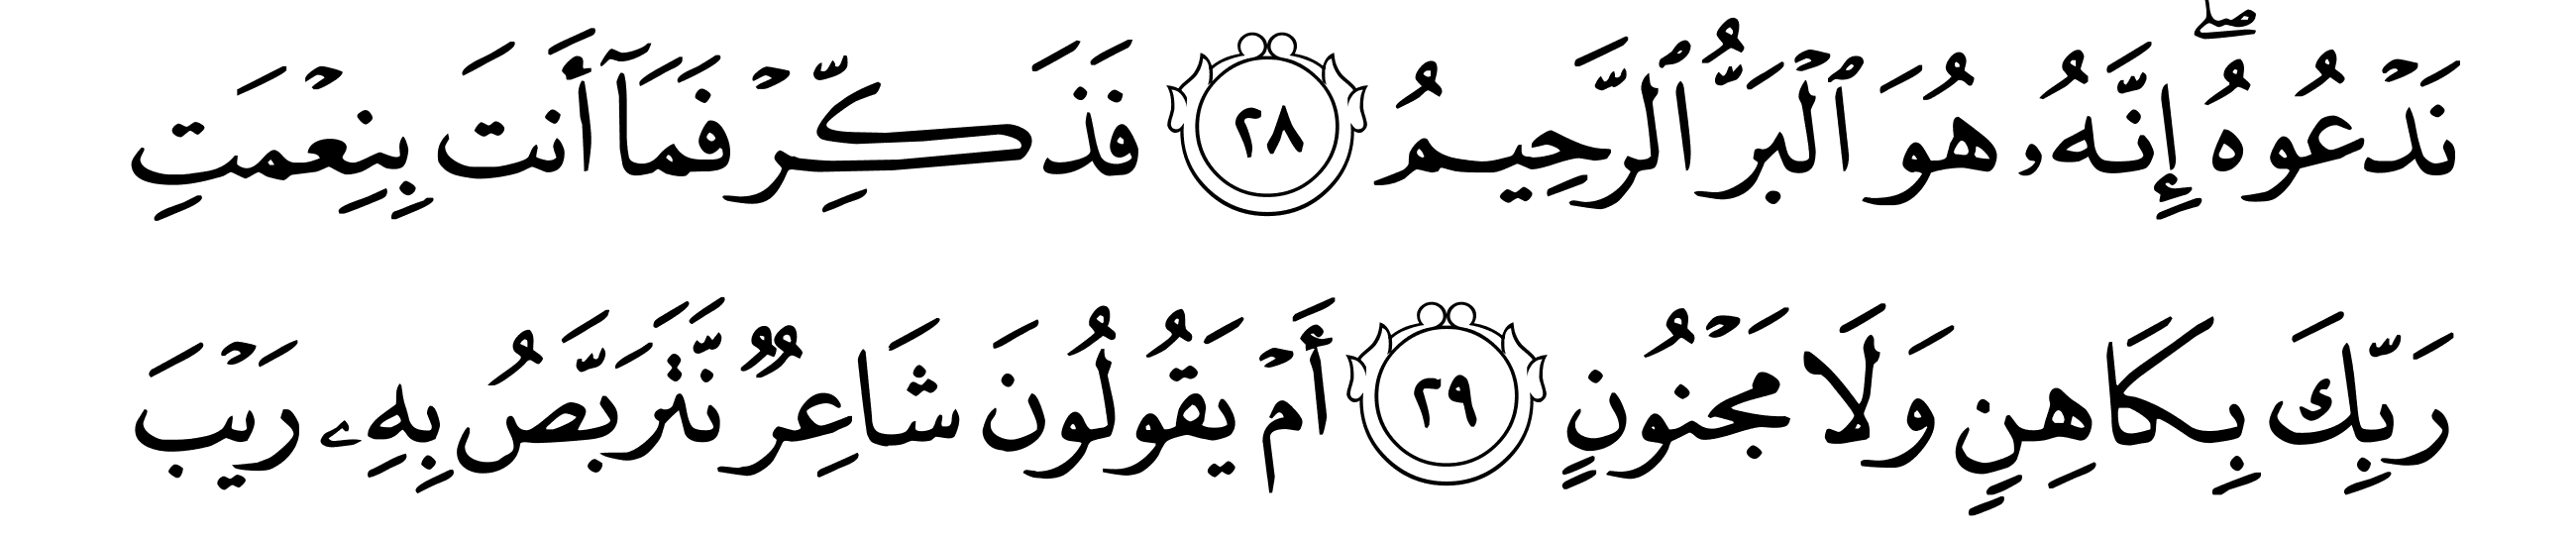 نَدۡعُوهُۖ إِنَّهُۥ هُوَ ٱلۡبَرُّ ٱلرَّحِيمُ ٢٨ فَذَكِّرۡ فَمَآ أَنتَ بِنِعۡمَتِ
رَبِّكَ بِكَاهِنٖ وَلَا مَجۡنُونٍ ٢٩ أَمۡ يَقُولُونَ شَاعِرٞ نَّتَرَبَّصُ بِهِۦ رَيۡبَ